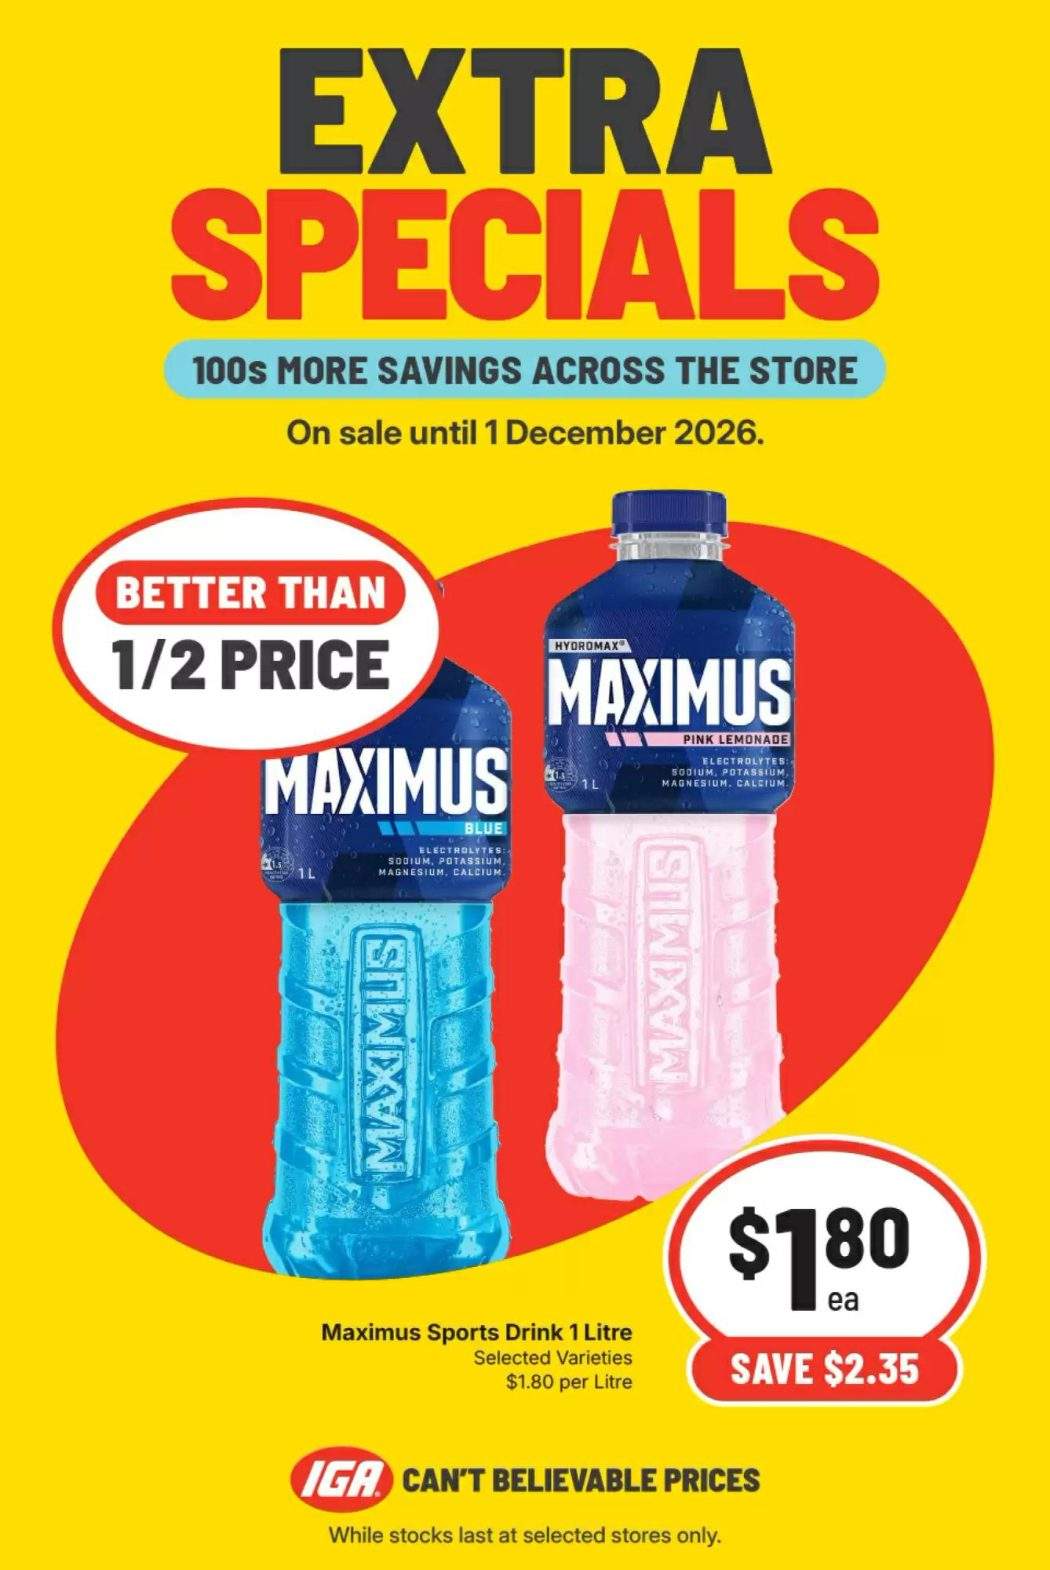 EXTRA
SPECIALS
100s MORE SAVINGS ACROSS THE STORE
On sale until 1 December 2026.
BETTER THAN
1/2 PRICE
HYDROMAX®
MAXIMUS
PINK LEMONADE
ELECTROLYTES:
SODIUM, POTASSIUM,
MAGNESIUM, CALCIUM.
1 L
MAXIMUS
MAXIMUS
BLUE
ELECTROLYTES:
SODIUM, POTASSIUM,
MAGNESIUM, CALCIUM.
1 L
MAXIMUS
$180
ea
SAVE $2.35
Maximus Sports Drink 1 Litre
Selected Varieties
$1.80 per Litre
IGA CAN'T BELIEVABLE PRICES
While stocks last at selected stores only.